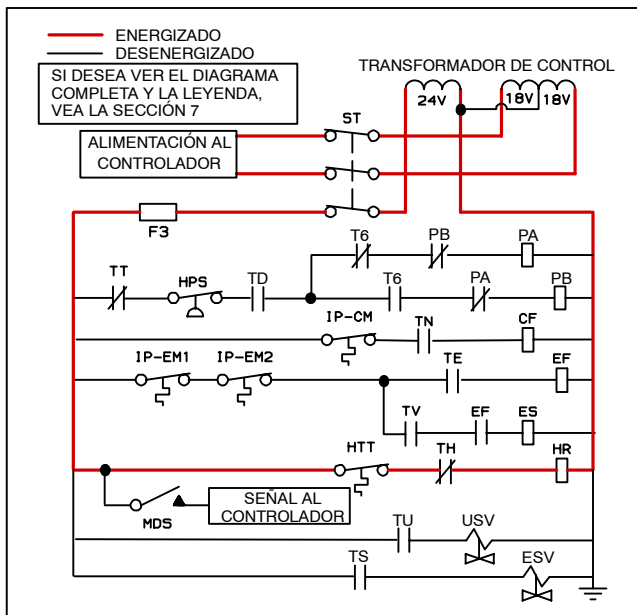 ENERGIZADO
DESENERGIZADO
SI DESEA VER EL DIAGRAMA
COMPLETA Y LA LEYENDA,
VEA LA SECCIÓN 7
TRANSFORMADOR DE CONTROL
24V
18V 18V
ST
ALIMENTACIÓN AL
CONTROLADOR
F3
T6 PB PA
TT HPS TD T6 PA PB
IP-CM TN CF
IP-EM1 IP-EM2 TE EF
TV EF ES
HTT TH HR
MDS
SEÑAL AL
CONTROLADOR
TU USV
TS ESV